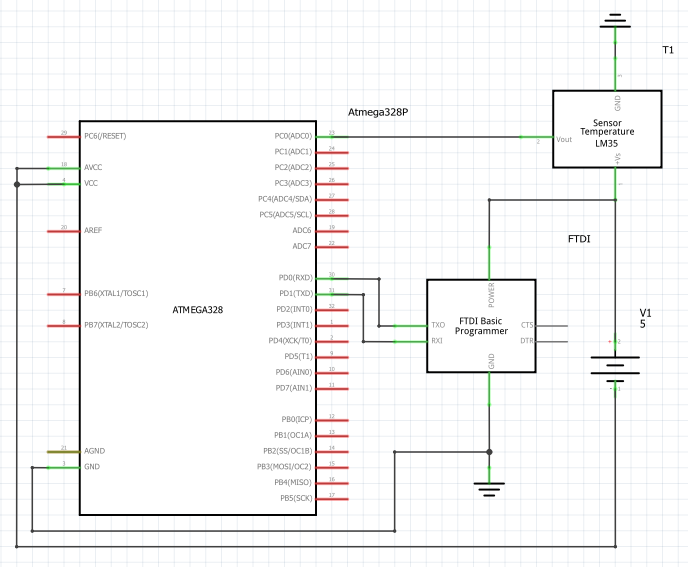 T1
GND
3
Sensor
Temperature
LM35
Vout
2
+Vs
1
Atmega328P
29
PC6(/RESET)
PC0(ADC0)
23
PC1(ADC1)
24
18
AVCC
PC2(ADC2)
25
4
VCC
PC3(ADC3)
26
PC4(ADC4/SDA)
27
PC5(ADC5/SCL)
28
20
AREF
ADC6
19
ADC7
22
PD0(RXD)
30
7
PB6(XTAL1/TOSC1)
PD1(TXD)
31
ATMEGA328
PD2(INT0)
32
8
PB7(XTAL2/TOSC2)
PD3(INT1)
1
PD4(XCK/T0)
2
PD5(T1)
9
PD6(AIN0)
10
PD7(AIN1)
11
PB0(ICP)
12
PB1(OC1A)
13
21
AGND
PB2(SS/OC1B)
14
GND
PB3(MOSI/OC2)
15
PB4(MISO)
16
PB5(SCK)
17
FTDI
POWER
TXO
RXI
FTDI Basic
Programmer
CTS
DTR
GND
V1
5